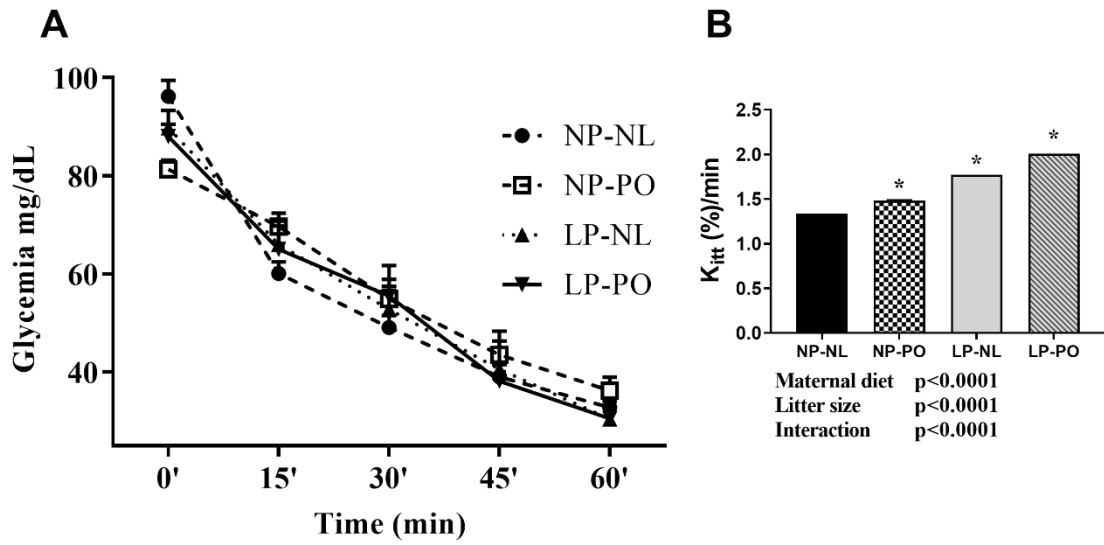 A
Glycemia mg/dL
100
80
60
40
0' 15' 30' 45' 60'
Time (min)
NP-NL
NP-PO
LP-NL
LP-PO
B
K_itt (%)/min
2.5
2.0
1.5
1.0
0.5
0.0
* * *
NP-NL NP-PO LP-NL LP-PO
Maternal diet p<0.0001
Litter size p<0.0001
Interaction p<0.0001